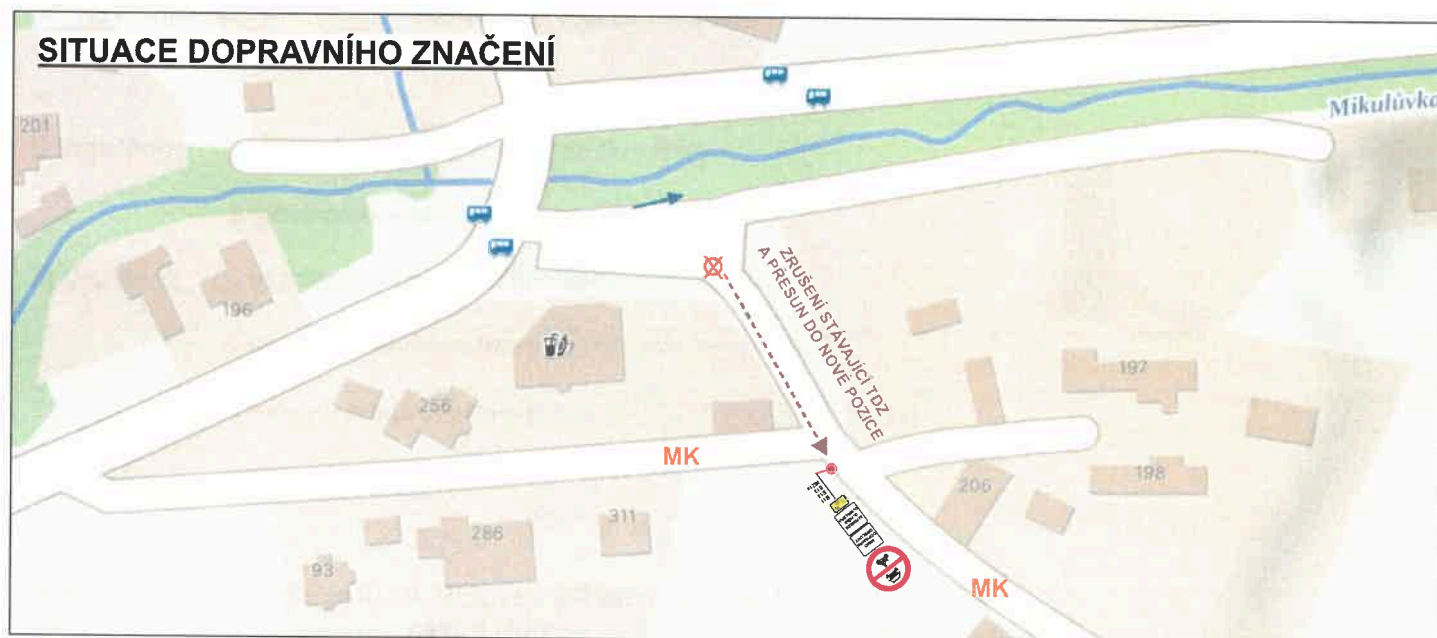 SITUACE DOPRAVNÍHO ZNAČENÍ
201
Mikulůvka
196
ZRUŠENÍ STÁVAJÍCÍ TDZ
A PŘESUN DO NOVÉ POZICE
197
256
MK
198
206
311
286
93
MK